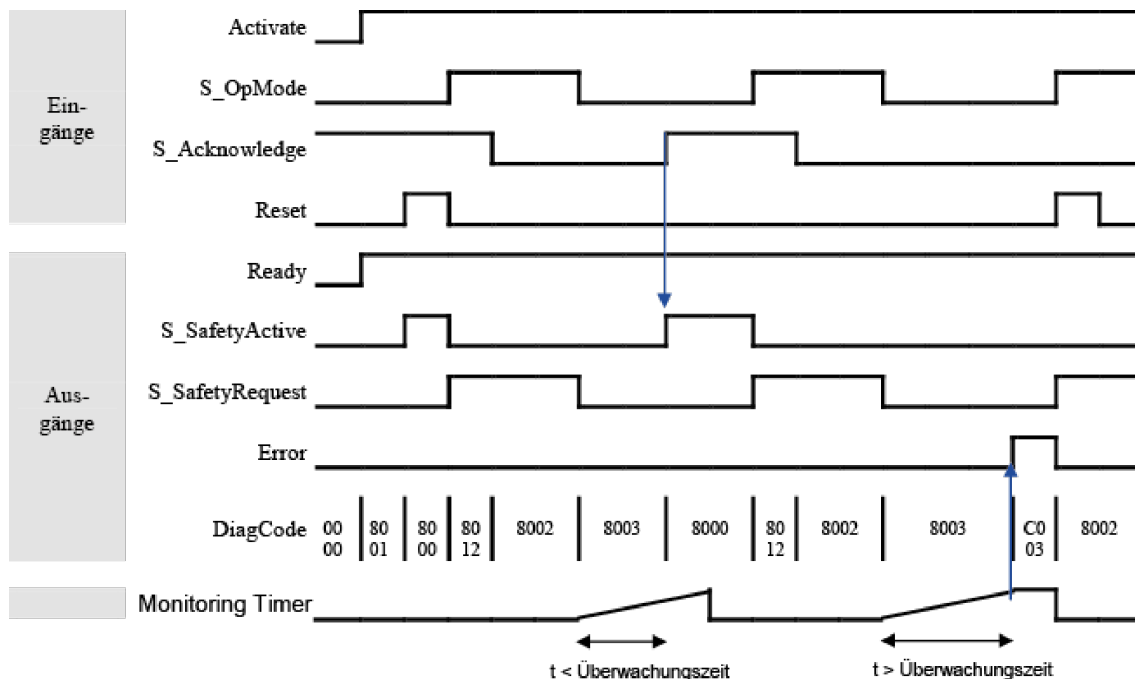 Activate
S_OpMode
Ein-
gänge
S_Acknowledge
Reset
Ready
S_SafetyActive
S_SafetyRequest
Aus-
gänge
Error
DiagCode
00 80 80 80 8002 8003 8000 80 8002 8003 C0 8002
00 01 00 12 12 03
Monitoring Timer
t < Überwachungszeit t > Überwachungszeit